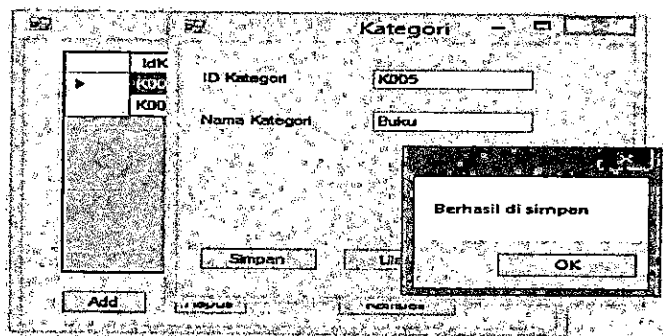 Kategori
IdK
K00
K00
ID Kategori
K005
Nama Kategori
Buku
Berhasil di simpan
OK
Simpan
Add